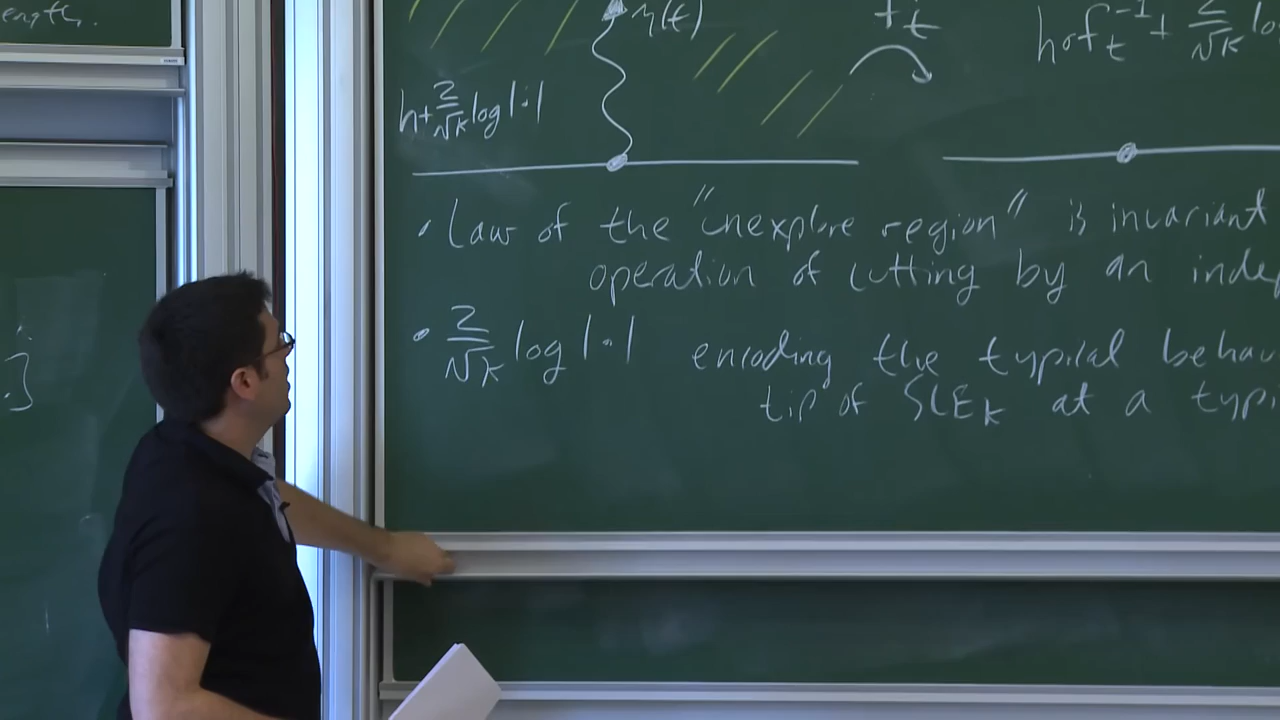 ength.
η(t)
f_t
h∘f_t^{-1} + 2/√κ lo
h + 2/√κ log|·|
• Law of the "unexplore region" is invariant
operation of cutting by an inde
• 2/√κ log|·| encoding the typical behav
tip of SLE_κ at a typi
.]